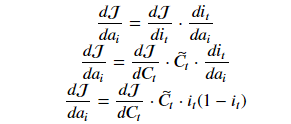 d𝒥/da_i = d𝒥/di_t · di_t/da_i
d𝒥/da_i = d𝒥/dC_t · C̃_t · di_t/da_i
d𝒥/da_i = d𝒥/dC_t · C̃_t · i_t(1 − i_t)